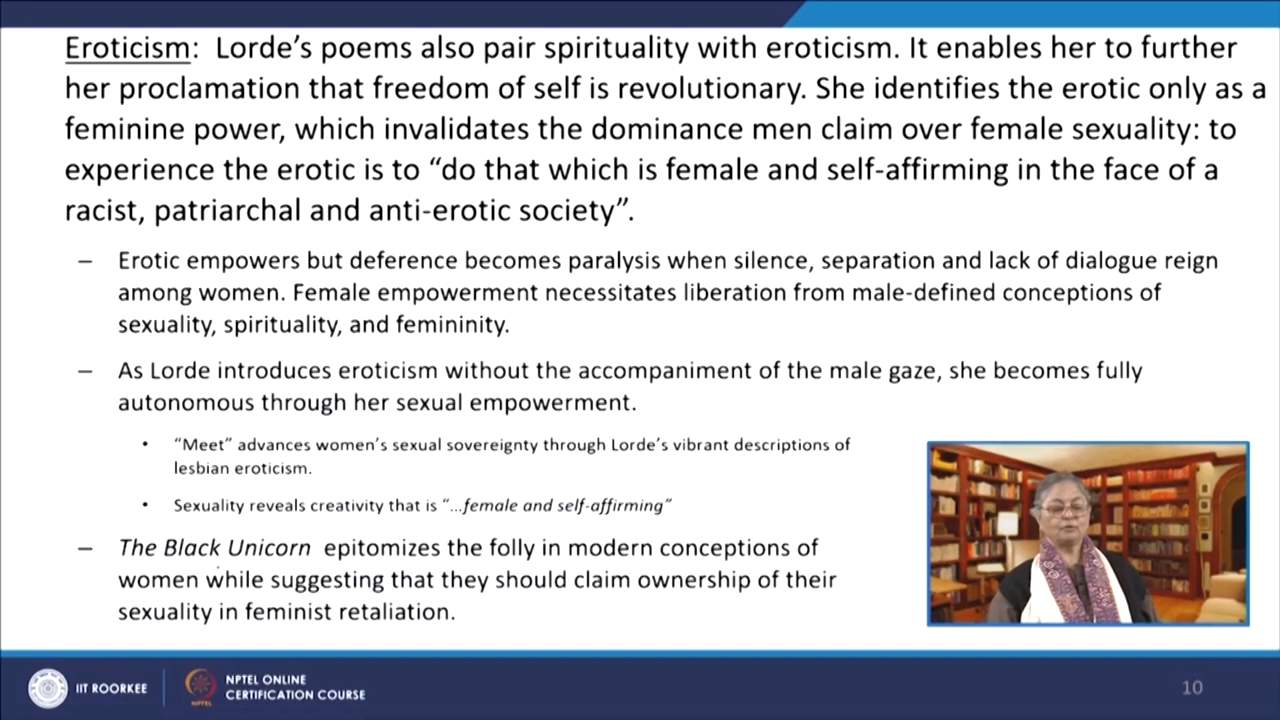 Eroticism: Lorde's poems also pair spirituality with eroticism. It enables her to further
her proclamation that freedom of self is revolutionary. She identifies the erotic only as a
feminine power, which invalidates the dominance men claim over female sexuality: to
experience the erotic is to “do that which is female and self-affirming in the face of a
racist, patriarchal and anti-erotic society”.
– Erotic empowers but deference becomes paralysis when silence, separation and lack of dialogue reign
among women. Female empowerment necessitates liberation from male-defined conceptions of
sexuality, spirituality, and femininity.
– As Lorde introduces eroticism without the accompaniment of the male gaze, she becomes fully
autonomous through her sexual empowerment.
• “Meet” advances women's sexual sovereignty through Lorde's vibrant descriptions of
lesbian eroticism.
• Sexuality reveals creativity that is “...female and self-affirming”
– The Black Unicorn epitomizes the folly in modern conceptions of
women while suggesting that they should claim ownership of their
sexuality in feminist retaliation.
IIT ROORKEE
NPTEL
NPTEL ONLINE
CERTIFICATION COURSE
10